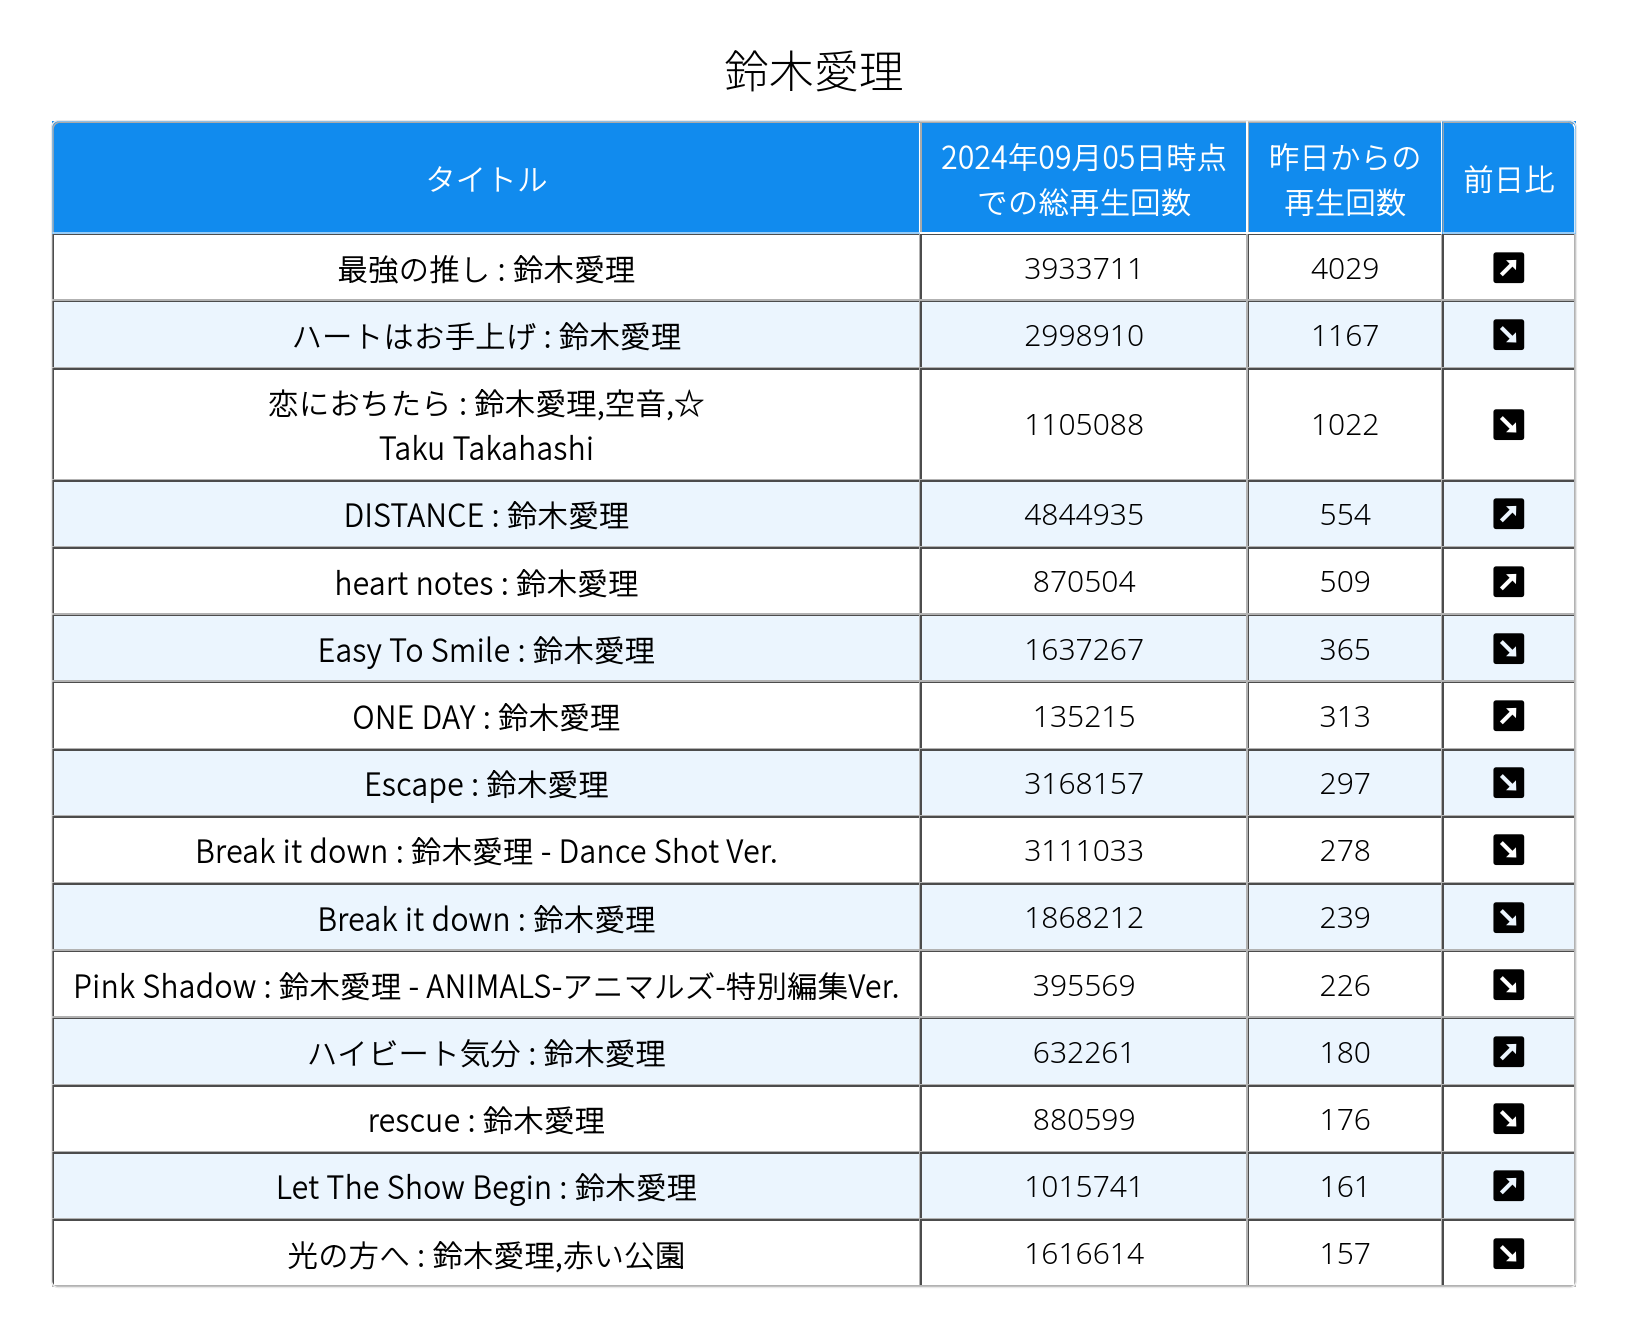 鈴木愛理
タイトル
2024年09月05日時点
での総再生回数
昨日からの
再生回数
前日比
最強の推し : 鈴木愛理 3933711 4029
ハートはお手上げ : 鈴木愛理 2998910 1167
恋におちたら : 鈴木愛理,空音,☆
Taku Takahashi
1105088 1022
DISTANCE : 鈴木愛理 4844935 554
heart notes : 鈴木愛理 870504 509
Easy To Smile : 鈴木愛理 1637267 365
ONE DAY : 鈴木愛理 135215 313
Escape : 鈴木愛理 3168157 297
Break it down : 鈴木愛理 - Dance Shot Ver. 3111033 278
Break it down : 鈴木愛理 1868212 239
Pink Shadow : 鈴木愛理 - ANIMALS-アニマルズ-特別編集Ver. 395569 226
ハイビート気分 : 鈴木愛理 632261 180
rescue : 鈴木愛理 880599 176
Let The Show Begin : 鈴木愛理 1015741 161
光の方へ : 鈴木愛理,赤い公園 1616614 157